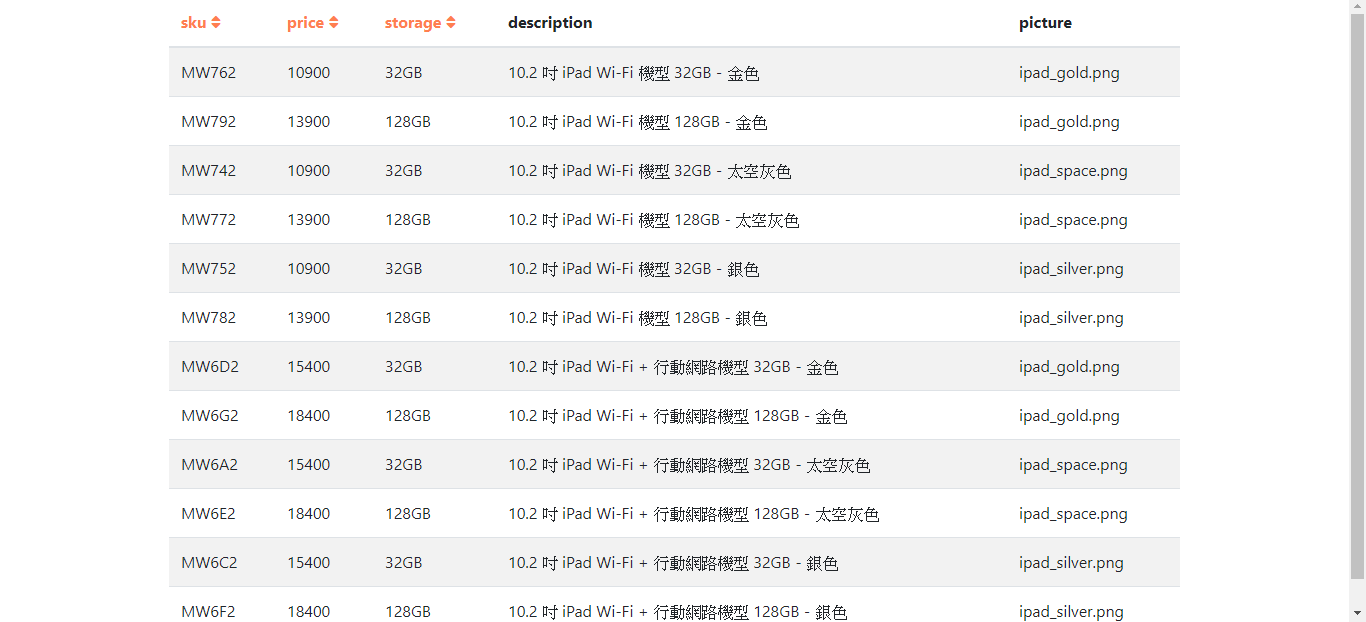 sku price storage description picture
MW762 10900 32GB 10.2 吋 iPad Wi-Fi 機型 32GB - 金色 ipad_gold.png
MW792 13900 128GB 10.2 吋 iPad Wi-Fi 機型 128GB - 金色 ipad_gold.png
MW742 10900 32GB 10.2 吋 iPad Wi-Fi 機型 32GB - 太空灰色 ipad_space.png
MW772 13900 128GB 10.2 吋 iPad Wi-Fi 機型 128GB - 太空灰色 ipad_space.png
MW752 10900 32GB 10.2 吋 iPad Wi-Fi 機型 32GB - 銀色 ipad_silver.png
MW782 13900 128GB 10.2 吋 iPad Wi-Fi 機型 128GB - 銀色 ipad_silver.png
MW6D2 15400 32GB 10.2 吋 iPad Wi-Fi + 行動網路機型 32GB - 金色 ipad_gold.png
MW6G2 18400 128GB 10.2 吋 iPad Wi-Fi + 行動網路機型 128GB - 金色 ipad_gold.png
MW6A2 15400 32GB 10.2 吋 iPad Wi-Fi + 行動網路機型 32GB - 太空灰色 ipad_space.png
MW6E2 18400 128GB 10.2 吋 iPad Wi-Fi + 行動網路機型 128GB - 太空灰色 ipad_space.png
MW6C2 15400 32GB 10.2 吋 iPad Wi-Fi + 行動網路機型 32GB - 銀色 ipad_silver.png
MW6F2 18400 128GB 10.2 吋 iPad Wi-Fi + 行動網路機型 128GB - 銀色 ipad_silver.png